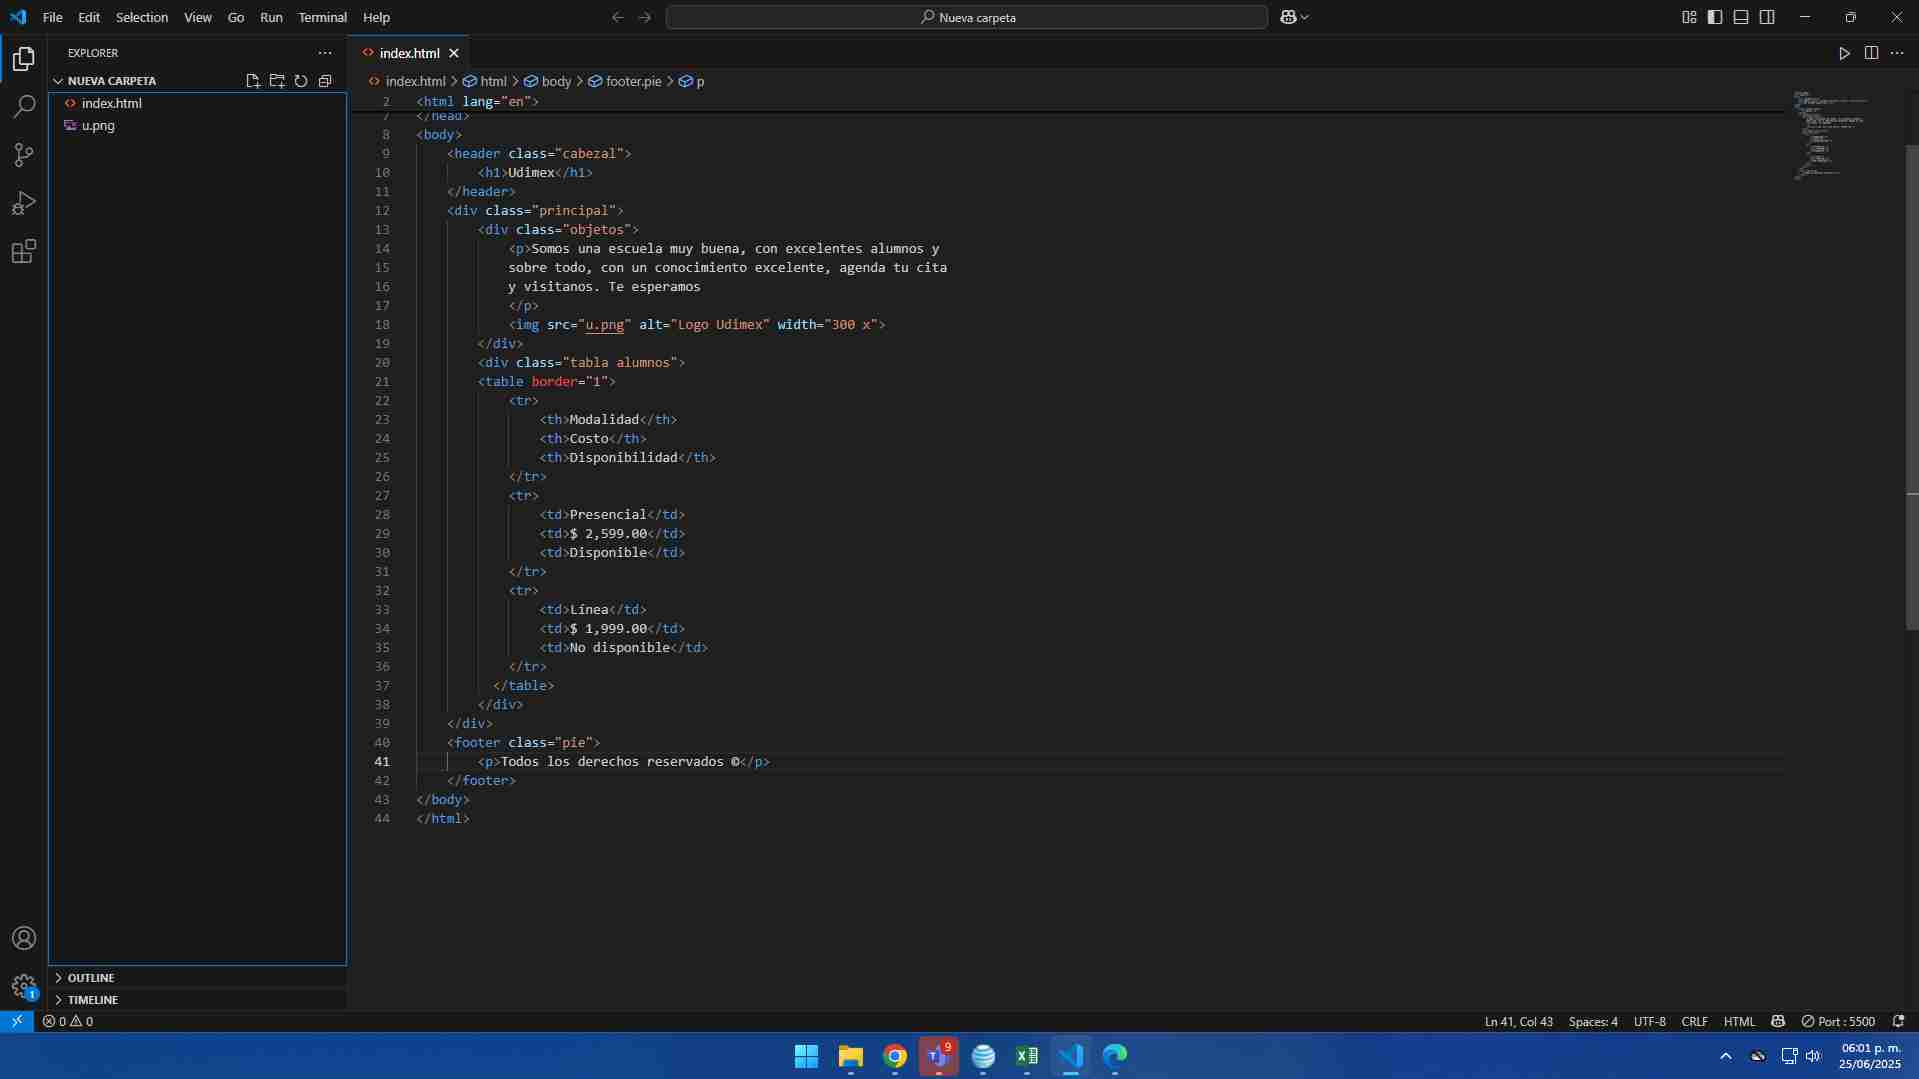 File Edit Selection View Go Run Terminal Help
Nueva carpeta
EXPLORER
NUEVA CARPETA
index.html
u.png
OUTLINE
TIMELINE
index.html
index.html > html > body > footer.pie > p
2 <html lang="en">
7 </head>
8 <body>
9 <header class="cabezal">
10 <h1>Udimex</h1>
11 </header>
12 <div class="principal">
13 <div class="objetos">
14 <p>Somos una escuela muy buena, con excelentes alumnos y
15 sobre todo, con un conocimiento excelente, agenda tu cita
16 y visitanos. Te esperamos
17 </p>
18 <img src="u.png" alt="Logo Udimex" width="300 x">
19 </div>
20 <div class="tabla alumnos">
21 <table border="1">
22 <tr>
23 <th>Modalidad</th>
24 <th>Costo</th>
25 <th>Disponibilidad</th>
26 </tr>
27 <tr>
28 <td>Presencial</td>
29 <td>$ 2,599.00</td>
30 <td>Disponible</td>
31 </tr>
32 <tr>
33 <td>Línea</td>
34 <td>$ 1,999.00</td>
35 <td>No disponible</td>
36 </tr>
37 </table>
38 </div>
39 </div>
40 <footer class="pie">
41 <p>Todos los derechos reservados ©</p>
42 </footer>
43 </body>
44 </html>
1
0 0
Ln 41, Col 43 Spaces: 4 UTF-8 CRLF HTML Port : 5500
9
06:01 p. m.
25/06/2025